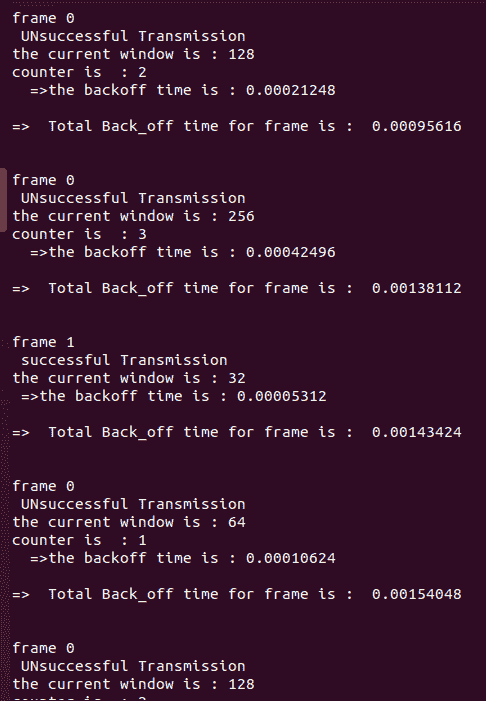 frame 0
UNsuccessful Transmission
the current window is : 128
counter is  : 2
=>the backoff time is : 0.00021248
=>  Total Back_off time for frame is :  0.00095616
frame 0
UNsuccessful Transmission
the current window is : 256
counter is  : 3
=>the backoff time is : 0.00042496
=>  Total Back_off time for frame is :  0.00138112
frame 1
successful Transmission
the current window is : 32
=>the backoff time is : 0.00005312
=>  Total Back_off time for frame is :  0.00143424
frame 0
UNsuccessful Transmission
the current window is : 64
counter is  : 1
=>the backoff time is : 0.00010624
=>  Total Back_off time for frame is :  0.00154048
frame 0
UNsuccessful Transmission
the current window is : 128